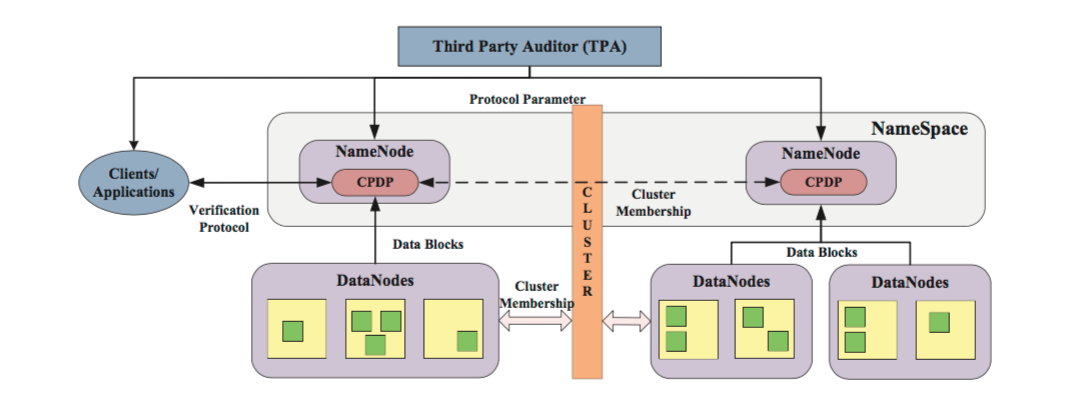 Third Party Auditor (TPA)
Protocol Parameter
NameSpace
NameNode
CPDP
NameNode
CPDP
Clients/
Applications
Verification
Protocol
Cluster
Membership
CLUSTER
Data Blocks
Data Blocks
DataNodes
Cluster
Membership
DataNodes
DataNodes